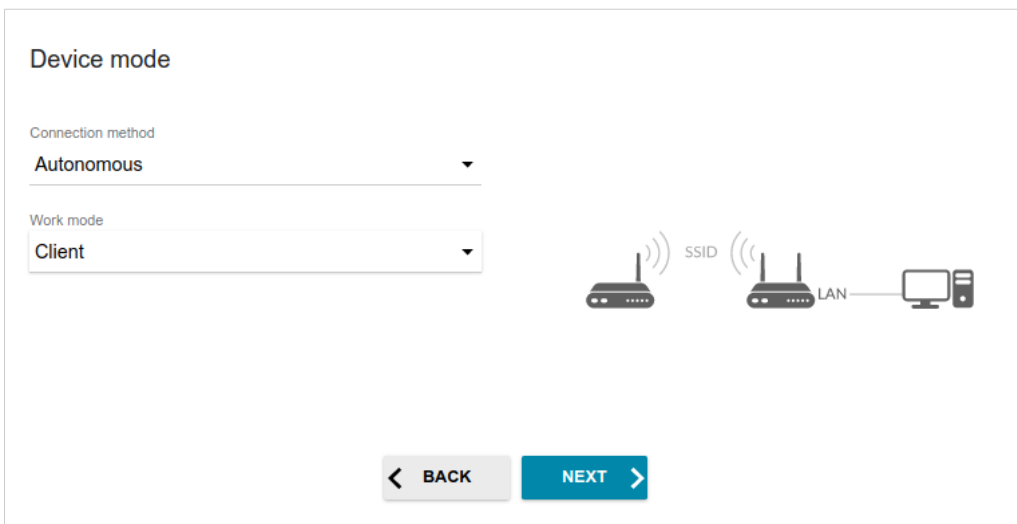 Device mode
Connection method
Autonomous
Work mode
Client
SSID
LAN
BACK
NEXT